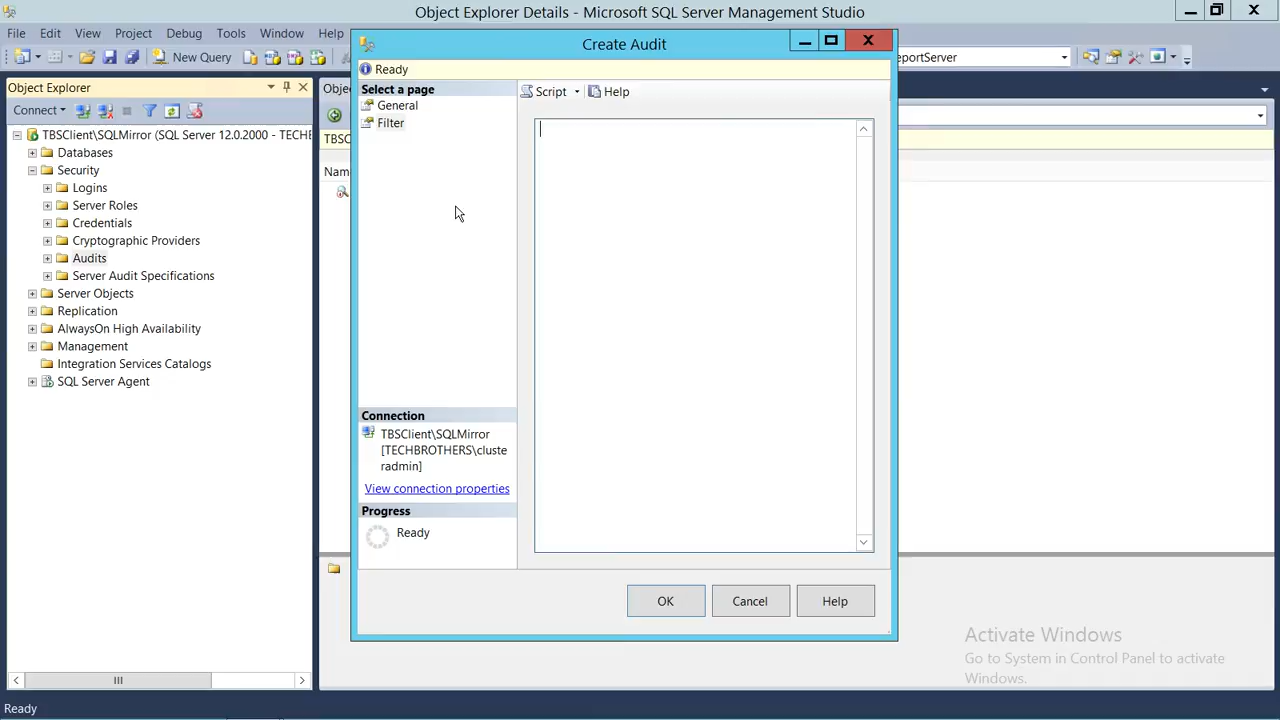 Object Explorer Details - Microsoft SQL Server Management Studio
File Edit View Project Debug Tools Window Help
New Query
eportServer
Object Explorer
Connect
TBSClient\SQLMirror (SQL Server 12.0.2000 - TECH
Databases
Security
Logins
Server Roles
Credentials
Cryptographic Providers
Audits
Server Audit Specifications
Server Objects
Replication
AlwaysOn High Availability
Management
Integration Services Catalogs
SQL Server Agent
Obje
TBSC
Nam
Create Audit
Ready
Select a page
General
Filter
Script Help
Connection
TBSClient\SQLMirror
[TECHBROTHERS\cluste
radmin]
View connection properties
Progress
Ready
OK Cancel Help
Activate Windows
Go to System in Control Panel to activate
Windows.
Ready